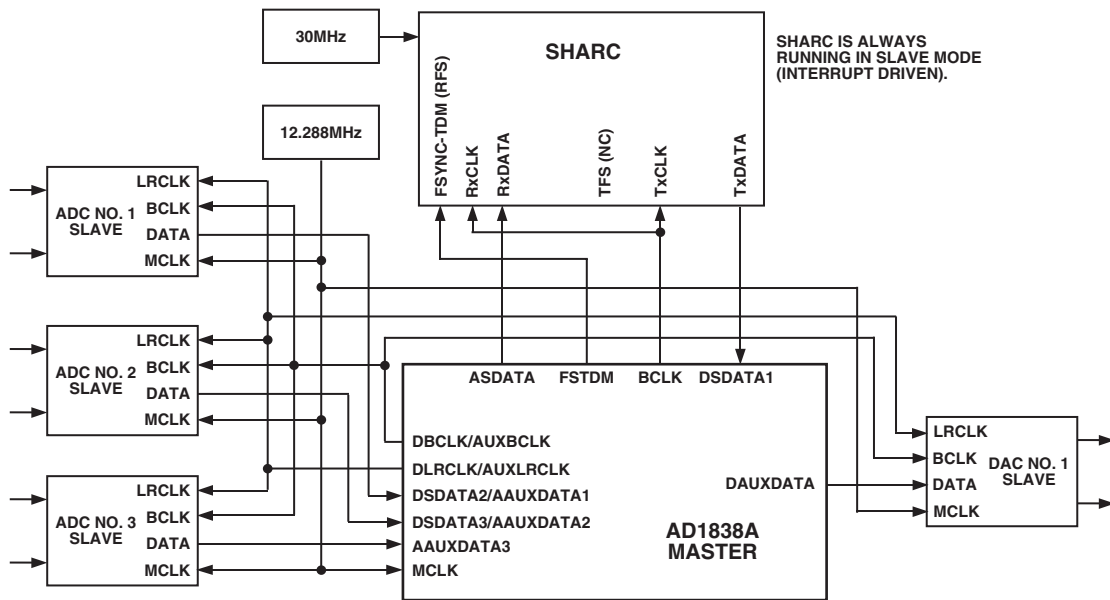 30MHz
SHARC
SHARC IS ALWAYS
RUNNING IN SLAVE MODE
(INTERRUPT DRIVEN).
FSYNC-TDM (RFS)
RxCLK
RxDATA
TFS (NC)
TxCLK
TxDATA
12.288MHz
ADC NO. 1
SLAVE
LRCLK
BCLK
DATA
MCLK
ADC NO. 2
SLAVE
LRCLK
BCLK
DATA
MCLK
ADC NO. 3
SLAVE
LRCLK
BCLK
DATA
MCLK
ASDATA FSTDM BCLK DSDATA1
DBCLK/AUXBCLK
DLRCLK/AUXLRCLK
DSDATA2/AAUXDATA1
DSDATA3/AAUXDATA2
AAUXDATA3
MCLK
DAUXDATA
AD1838A
MASTER
LRCLK
BCLK
DATA
MCLK
DAC NO. 1
SLAVE